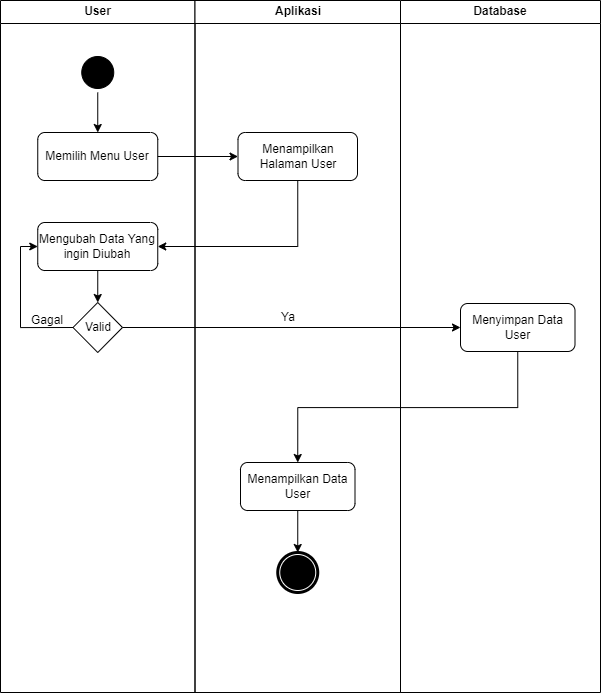 User
Aplikasi
Database
Memilih Menu User
Menampilkan
Halaman User
Mengubah Data Yang
ingin Diubah
Gagal
Valid
Ya
Menyimpan Data
User
Menampilkan Data
User